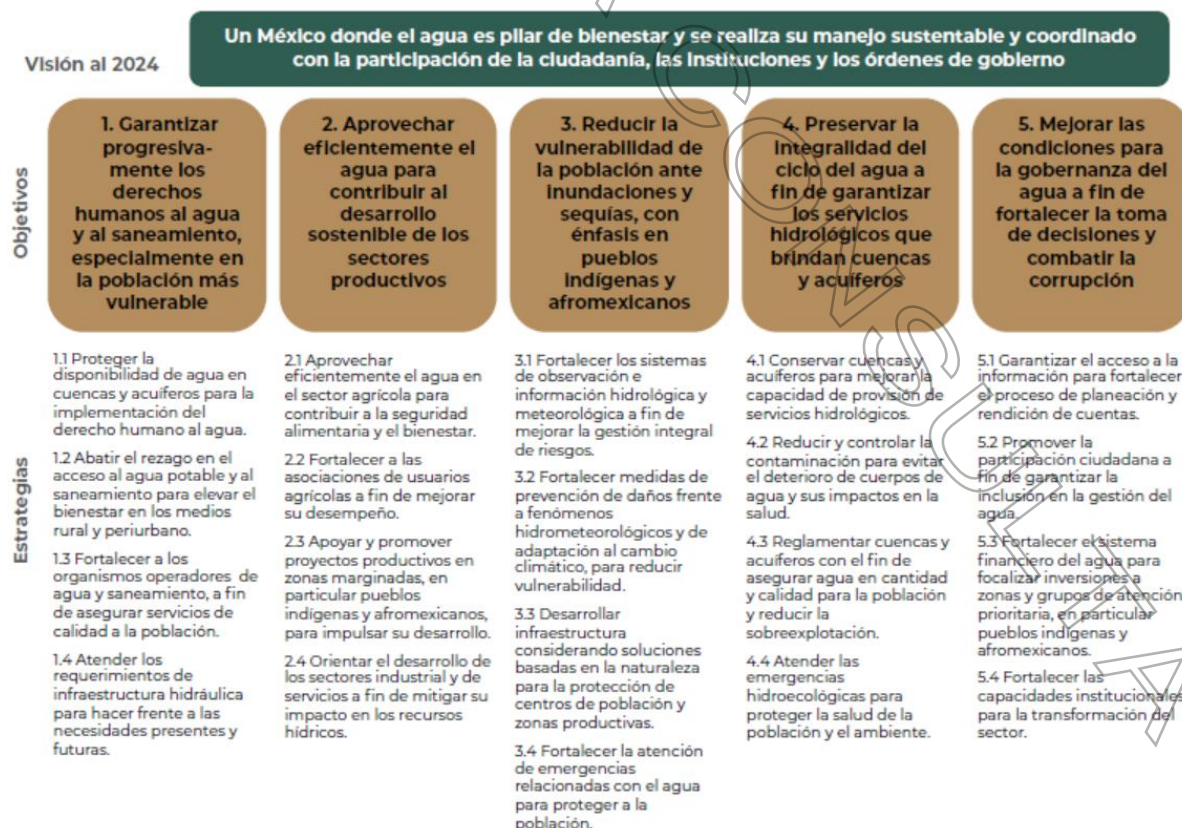 Visión al 2024
Un México donde el agua es pilar de bienestar y se realiza su manejo sustentable y coordinado
con la participación de la ciudadanía, las instituciones y los órdenes de gobierno
Objetivos
1. Garantizar
progresiva-
mente los
derechos
humanos al agua
y al saneamiento,
especialmente en
la población más
vulnerable
2. Aprovechar
eficientemente el
agua para
contribuir al
desarrollo
sostenible de los
sectores
productivos
3. Reducir la
vulnerabilidad de
la población ante
inundaciones y
sequías, con
énfasis en
pueblos
indígenas y
afromexicanos
4. Preservar la
integralidad del
ciclo del agua a
fin de garantizar
los servicios
hidrológicos que
brindan cuencas
y acuíferos
5. Mejorar las
condiciones para
la gobernanza del
agua a fin de
fortalecer la toma
de decisiones y
combatir la
corrupción
Estrategias
1.1 Proteger la
disponibilidad de agua en
cuencas y acuíferos para la
implementación del
derecho humano al agua.
1.2 Abatir el rezago en el
acceso al agua potable y al
saneamiento para elevar el
bienestar en los medios
rural y periurbano.
1.3 Fortalecer a los
organismos operadores de
agua y saneamiento, a fin
de asegurar servicios de
calidad a la población.
1.4 Atender los
requerimientos de
infraestructura hidráulica
para hacer frente a las
necesidades presentes y
futuras.
2.1 Aprovechar
eficientemente el agua en
el sector agrícola para
contribuir a la seguridad
alimentaria y el bienestar.
2.2 Fortalecer a las
asociaciones de usuarios
agrícolas a fin de mejorar
su desempeño.
2.3 Apoyar y promover
proyectos productivos en
zonas marginadas, en
particular pueblos
indígenas y afromexicanos,
para impulsar su desarrollo.
2.4 Orientar el desarrollo de
los sectores industrial y de
servicios a fin de mitigar su
impacto en los recursos
hídricos.
3.1 Fortalecer los sistemas
de observación e
información hidrológica y
meteorológica a fin de
mejorar la gestión integral
de riesgos.
3.2 Fortalecer medidas de
prevención de daños frente
a fenómenos
hidrometeorológicos y de
adaptación al cambio
climático, para reducir
vulnerabilidad.
3.3 Desarrollar
infraestructura
considerando soluciones
basadas en la naturaleza
para la protección de
centros de población y
zonas productivas.
3.4 Fortalecer la atención
de emergencias
relacionadas con el agua
para proteger a la
población.
4.1 Conservar cuencas y
acuíferos para mejorar la
capacidad de provisión de
servicios hidrológicos.
4.2 Reducir y controlar la
contaminación para evitar
el deterioro de cuerpos de
agua y sus impactos en la
salud.
4.3 Reglamentar cuencas y
acuíferos con el fin de
asegurar agua en cantidad
y calidad para la población
y reducir la
sobreexplotación.
4.4 Atender las
emergencias
hidroecológicas para
proteger la salud de la
población y el ambiente.
5.1 Garantizar el acceso a la
información para fortalecer
el proceso de planeación y
rendición de cuentas.
5.2 Promover la
participación ciudadana a
fin de garantizar la
inclusión en la gestión del
agua.
5.3 Fortalecer el sistema
financiero del agua para
focalizar inversiones a
zonas y grupos de atención
prioritaria, en particular
pueblos indígenas y
afromexicanos.
5.4 Fortalecer las
capacidades institucionales
para la transformación del
sector.
CONSULTA